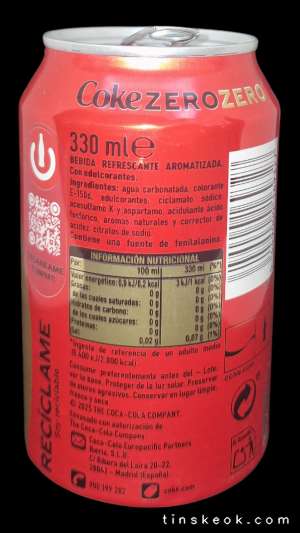 CokeZEROZERO
330 ml e
BEBIDA REFRESCANTE AROMATIZADA.
Con edulcorantes.
Ingredientes: agua carbonatada, colorante
E-150d, edulcorantes, ciclamato sódico,
acesulfamo K y aspartamo, acidulante ácido
fosfórico, aromas naturales y corrector de
acidez citratos de sodio.
Contiene una fuente de fenilalanina.
INFORMACIÓN NUTRICIONAL
Por: 100 ml 330 ml (%*)
Valor energético: 0,9 kJ/0,2 kcal 3 kJ/1 kcal (0%)
Grasas: 0 g 0 g (0%)
de las cuales saturadas: 0 g 0 g (0%)
Hidratos de carbono: 0 g 0 g (0%)
de los cuales azúcares: 0 g 0 g (0%)
Proteínas: 0 g 0 g (0%)
Sal: 0,02 g 0,07 g (1%)
*Ingesta de referencia de un adulto medio
(8.400 kJ/2.000 kcal).
Consumir preferentemente antes del - Lote:
ver la base. Proteger de la luz solar. Preservar
de olores agresivos. Conservar en lugar limpio,
fresco y seco.
© 2025 THE COCA-COLA COMPANY.
Envasado con autorización de
The Coca-Cola Company
Coca-Cola Europacific Partners
Iberia, S.L.U
C/ Ribera del Loira 20-22,
28042 - Madrid (España)
900 199 282
coke.com
RECÍCLAME
Soy reciclable
tinskeok.com